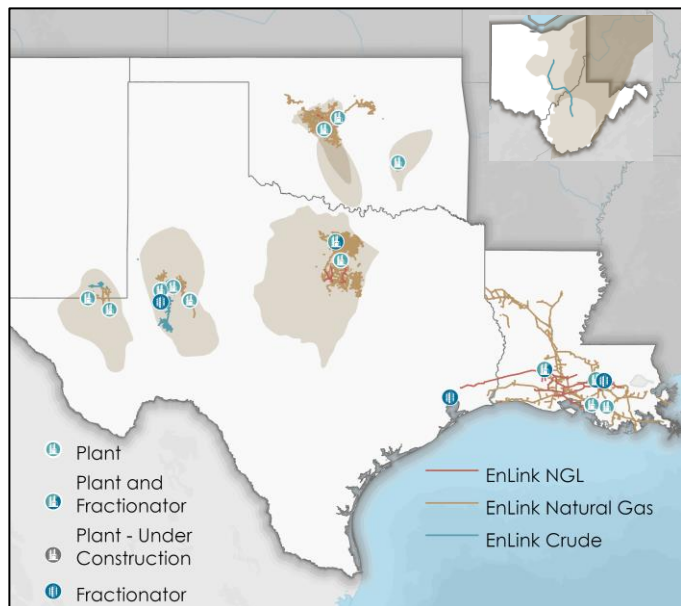 Plant
Plant and
Fractionator
Plant - Under
Construction
Fractionator
EnLink NGL
EnLink Natural Gas
EnLink Crude